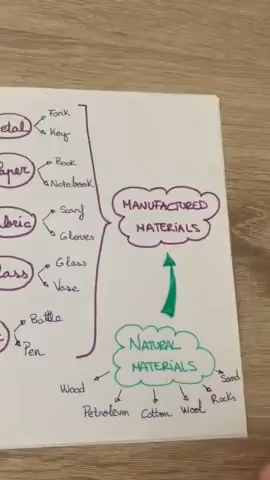 Fork
etal
Key
Book
aper
Notebook
Scarf
abric
Gloves
Glass
lass
Vase
Bottle
Pen
MANUFACTURED
MATERIALS
NATURAL
MATERIALS
Wood
Petroleum
Cotton
Wool
Rocks
Sand